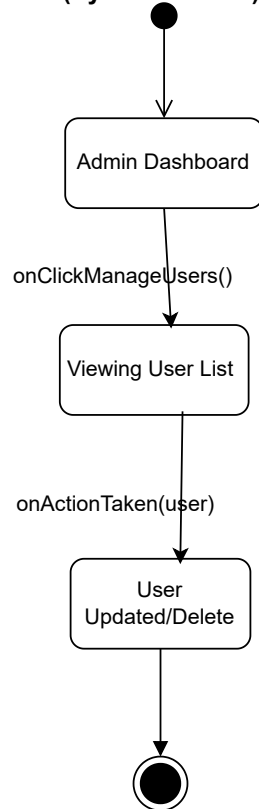 Admin Dashboard
onClickManageUsers()
Viewing User List
onActionTaken(user)
User
Updated/Delete